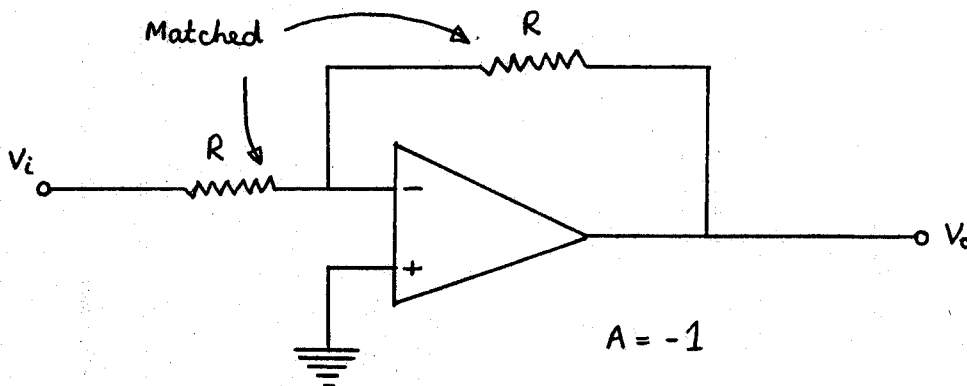 Matched
R
R
Vi
−
+
Vo
A = -1